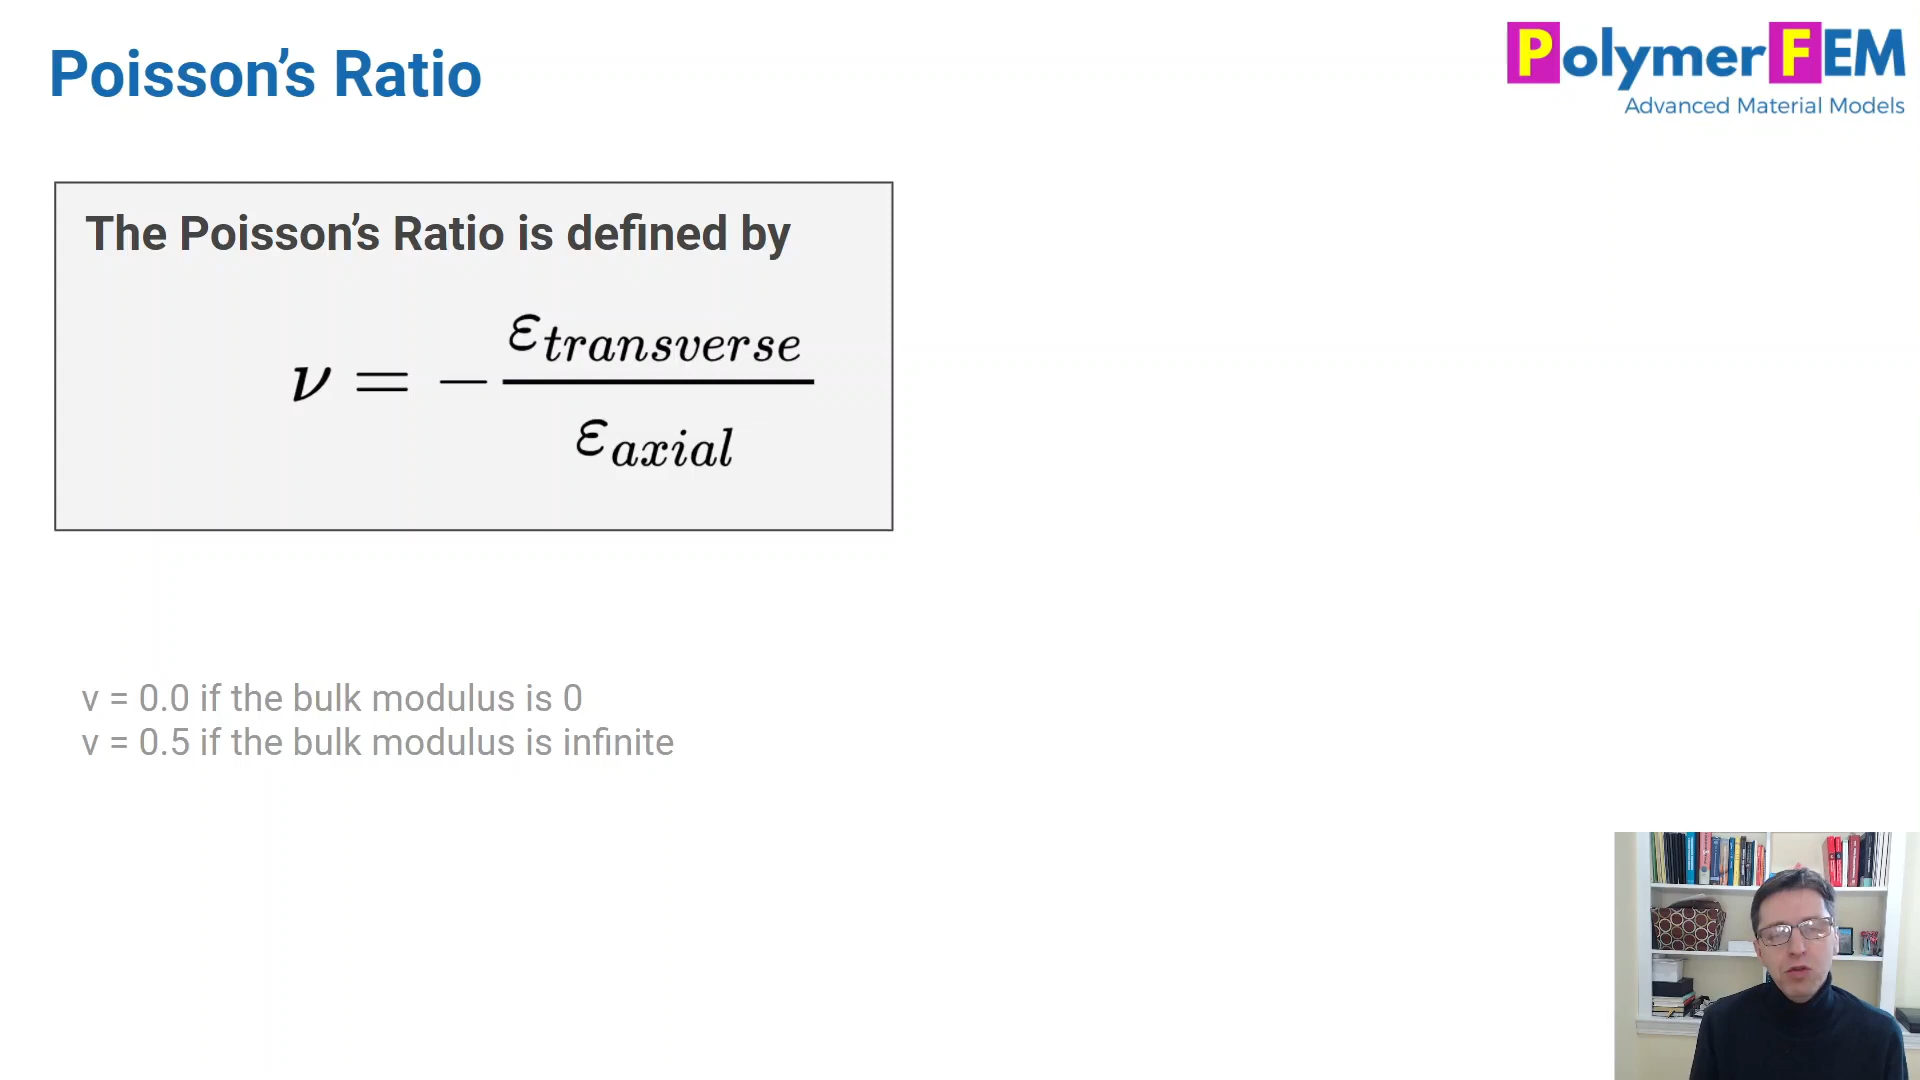 Poisson’s Ratio
PolymerFEM
Advanced Material Models
The Poisson’s Ratio is defined by
ν = − ε_transverse / ε_axial
v = 0.0 if the bulk modulus is 0
v = 0.5 if the bulk modulus is infinite